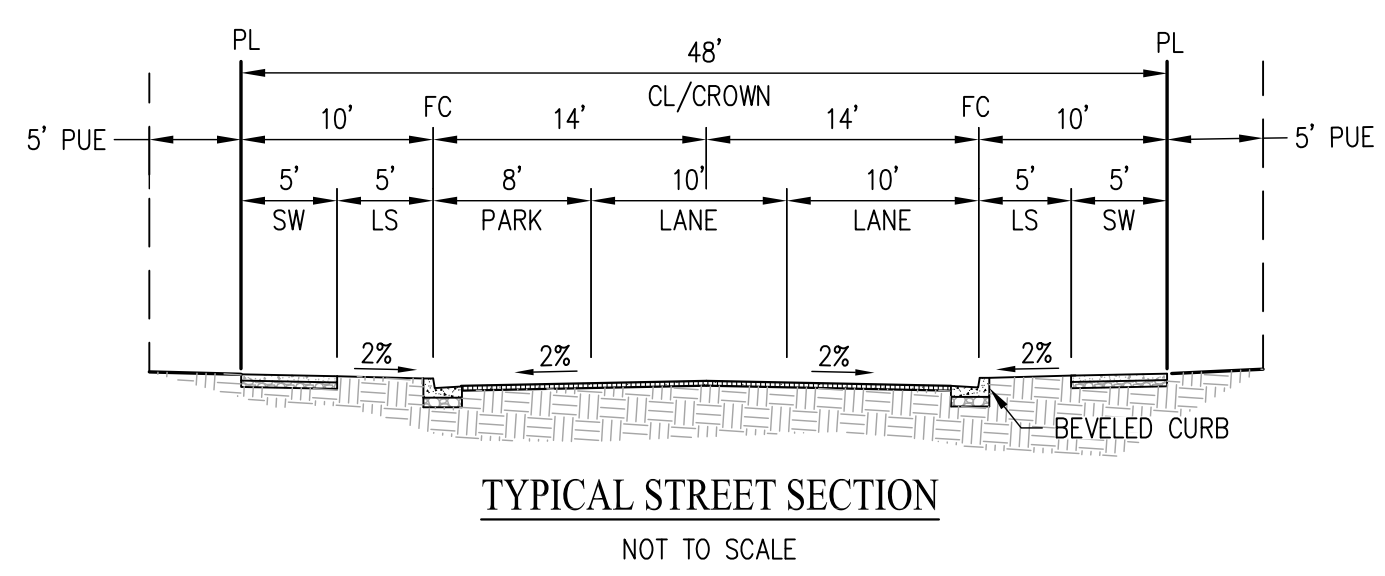 PL 48' PL
CL/CROWN
5' PUE 10' FC 14' 14' FC 10' 5' PUE
5' 5' 8' 10' 10' 5' 5'
SW LS PARK LANE LANE LS SW
2% 2% 2% 2%
BEVELED CURB
TYPICAL STREET SECTION
NOT TO SCALE